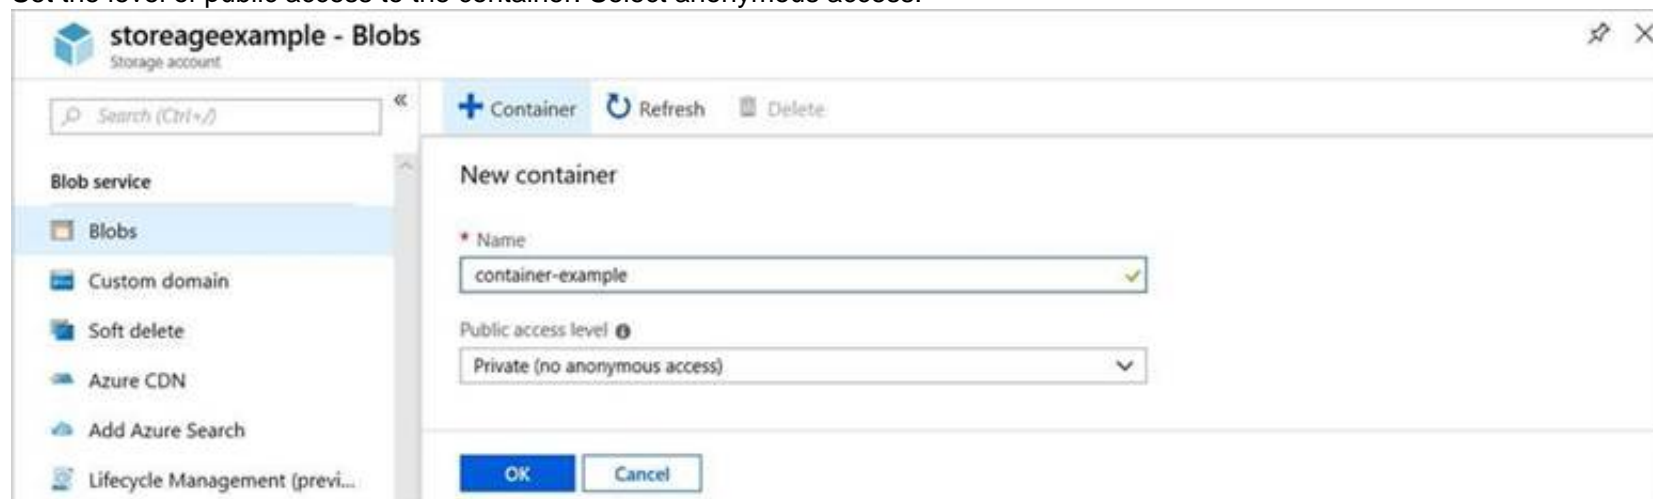 Set the level of public access to the container. Select anonymous access.
storeageexample - Blobs
Storage account
Search (Ctrl+/)
Container Refresh Delete
Blob service
New container
Blobs
* Name
Custom domain
container-example
Soft delete
Public access level
Azure CDN
Private (no anonymous access)
Add Azure Search
Lifecycle Management (previ...
OK Cancel